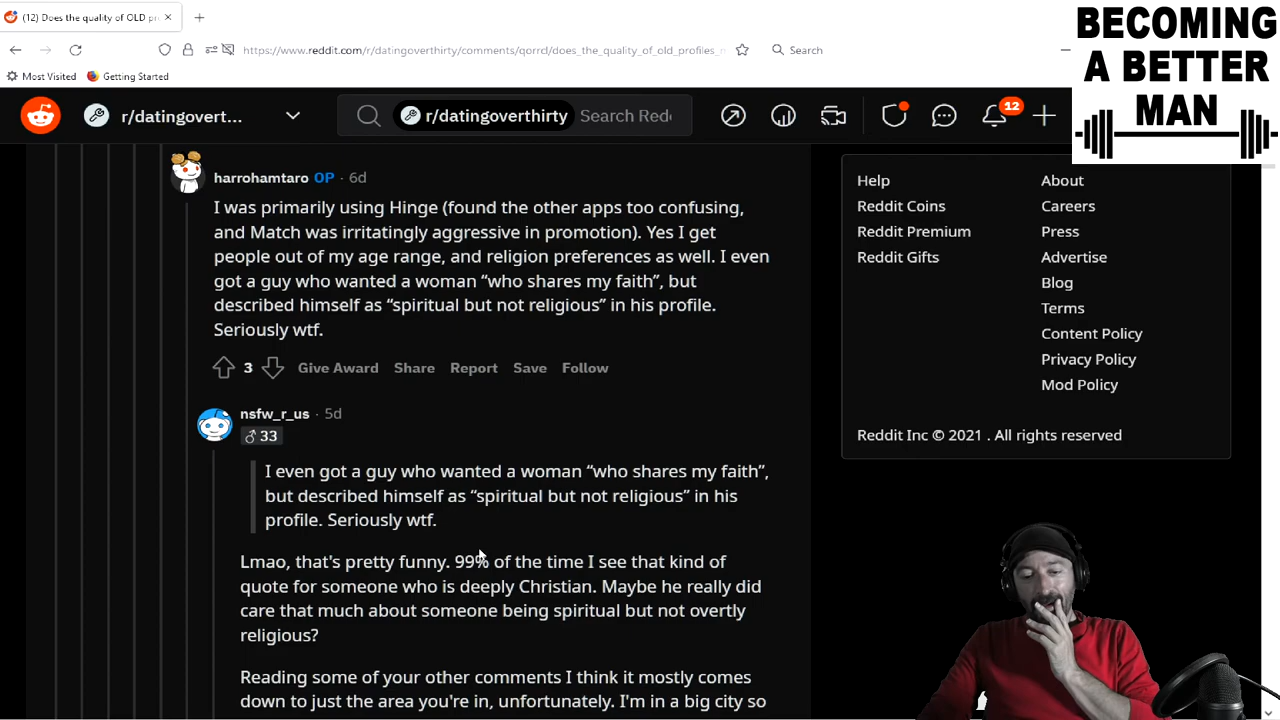 (12) Does the quality of OLD pr
https://www.reddit.com/r/datingoverthirty/comments/qorrcl/does_the_quality_of_old_profiles_n
Search
Most Visited
Getting Started
BECOMING
A BETTER
MAN
r/datingovert...
r/datingoverthirty
Search Red
12
harrohamtaro OP · 6d
I was primarily using Hinge (found the other apps too confusing,
and Match was irritatingly aggressive in promotion). Yes I get
people out of my age range, and religion preferences as well. I even
got a guy who wanted a woman “who shares my faith”, but
described himself as “spiritual but not religious” in his profile.
Seriously wtf.
3 Give Award Share Report Save Follow
nsfw_r_us · 5d
♂33
I even got a guy who wanted a woman “who shares my faith”,
but described himself as “spiritual but not religious” in his
profile. Seriously wtf.
Lmao, that's pretty funny. 99% of the time I see that kind of
quote for someone who is deeply Christian. Maybe he really did
care that much about someone being spiritual but not overtly
religious?
Reading some of your other comments I think it mostly comes
down to just the area you're in, unfortunately. I'm in a big city so
Help
About
Reddit Coins
Careers
Reddit Premium
Press
Reddit Gifts
Advertise
Blog
Terms
Content Policy
Privacy Policy
Mod Policy
Reddit Inc © 2021 . All rights reserved